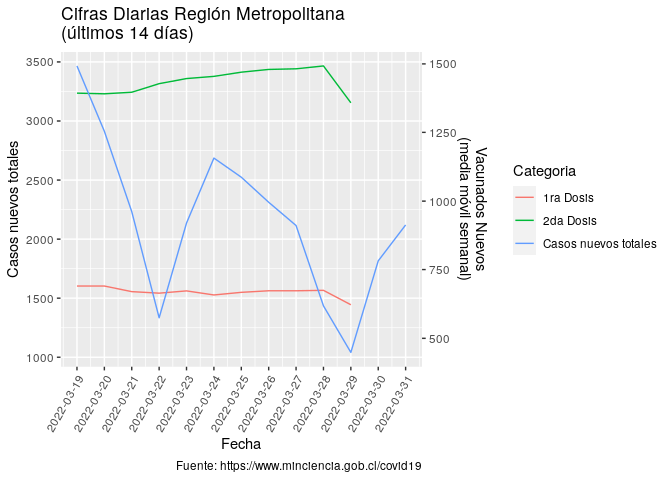 Cifras Diarias Región Metropolitana
(últimos 14 días)
3500
3000
2500
2000
1500
1000
Casos nuevos totales
1500
1250
1000
750
500
Vacunados Nuevos
(media móvil semanal)
2022-03-19
2022-03-20
2022-03-21
2022-03-22
2022-03-23
2022-03-24
2022-03-25
2022-03-26
2022-03-27
2022-03-28
2022-03-29
2022-03-30
2022-03-31
Fecha
Categoria
1ra Dosis
2da Dosis
Casos nuevos totales
Fuente: https://www.minciencia.gob.cl/covid19